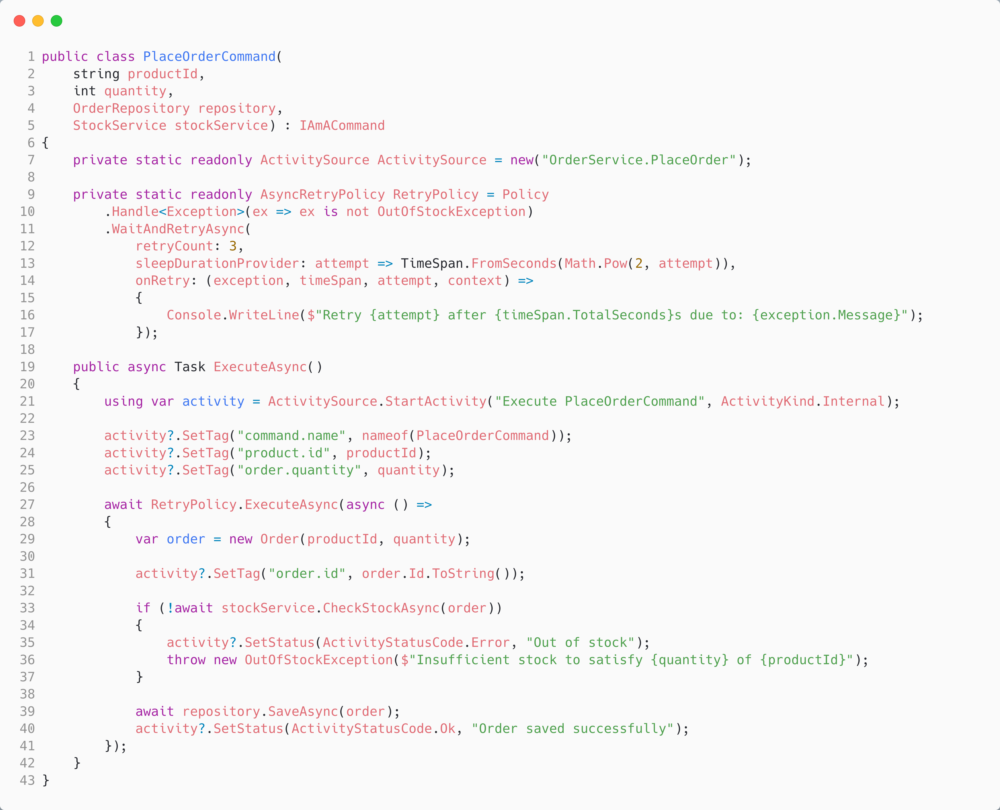 1 public class PlaceOrderCommand(
2     string productId,
3     int quantity,
4     OrderRepository repository,
5     StockService stockService) : IAmACommand
6 {
7     private static readonly ActivitySource ActivitySource = new("OrderService.PlaceOrder");
8
9     private static readonly AsyncRetryPolicy RetryPolicy = Policy
10         .Handle<Exception>(ex => ex is not OutOfStockException)
11         .WaitAndRetryAsync(
12             retryCount: 3,
13             sleepDurationProvider: attempt => TimeSpan.FromSeconds(Math.Pow(2, attempt)),
14             onRetry: (exception, timeSpan, attempt, context) =>
15             {
16                 Console.WriteLine($"Retry {attempt} after {timeSpan.TotalSeconds}s due to: {exception.Message}");
17             });
18
19     public async Task ExecuteAsync()
20     {
21         using var activity = ActivitySource.StartActivity("Execute PlaceOrderCommand", ActivityKind.Internal);
22
23         activity?.SetTag("command.name", nameof(PlaceOrderCommand));
24         activity?.SetTag("product.id", productId);
25         activity?.SetTag("order.quantity", quantity);
26
27         await RetryPolicy.ExecuteAsync(async () =>
28         {
29             var order = new Order(productId, quantity);
30
31             activity?.SetTag("order.id", order.Id.ToString());
32
33             if (!await stockService.CheckStockAsync(order))
34             {
35                 activity?.SetStatus(ActivityStatusCode.Error, "Out of stock");
36                 throw new OutOfStockException($"Insufficient stock to satisfy {quantity} of {productId}");
37             }
38
39             await repository.SaveAsync(order);
40             activity?.SetStatus(ActivityStatusCode.Ok, "Order saved successfully");
41         });
42     }
43 }